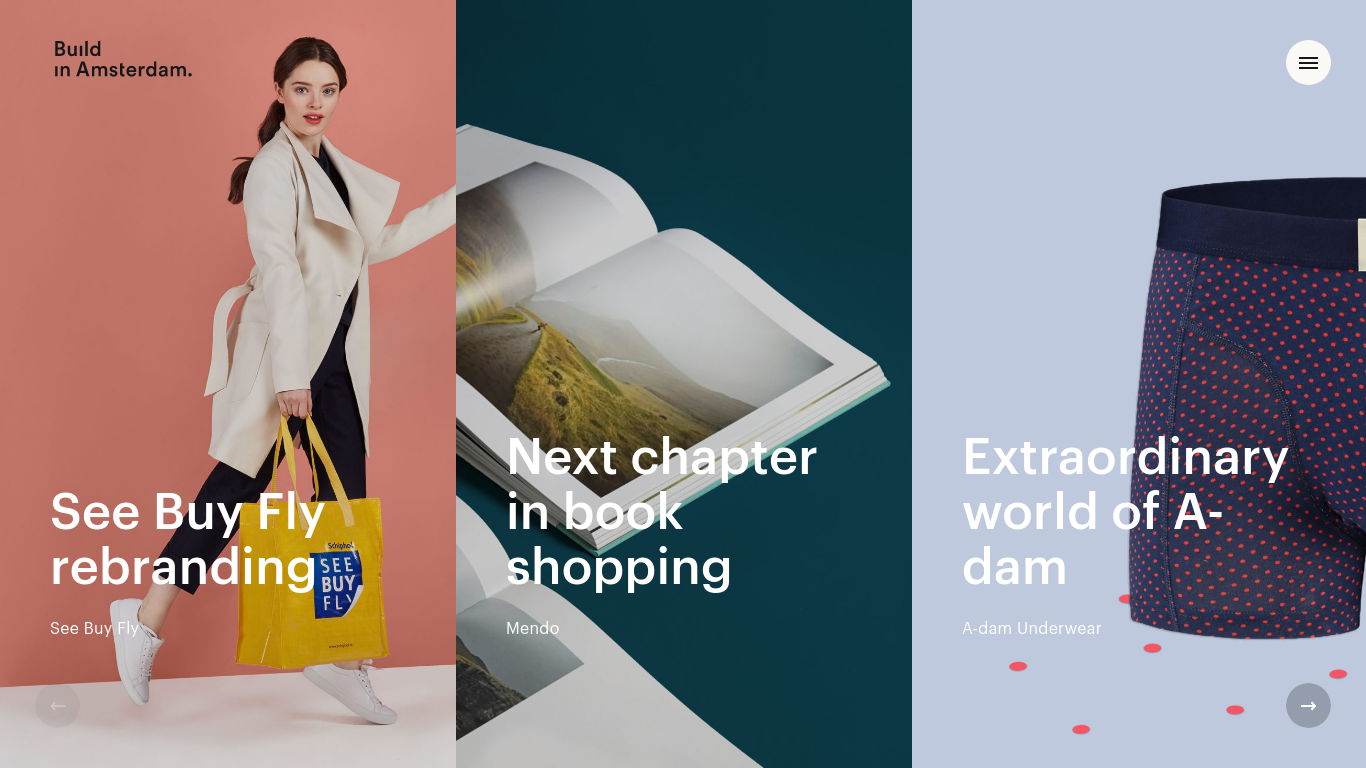 Build
in Amsterdam.
See Buy Fly
rebranding
See Buy Fly
Schiphol
SEE
BUY
FLY
Next chapter
in book
shopping
Mendo
Extraordinary
world of A-
dam
A-dam Underwear